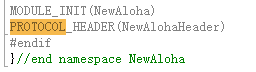 MODULE_INIT(NewAloha)
PROTOCOL_HEADER(NewAlohaHeader)
#endif
}//end namespace NewAloha